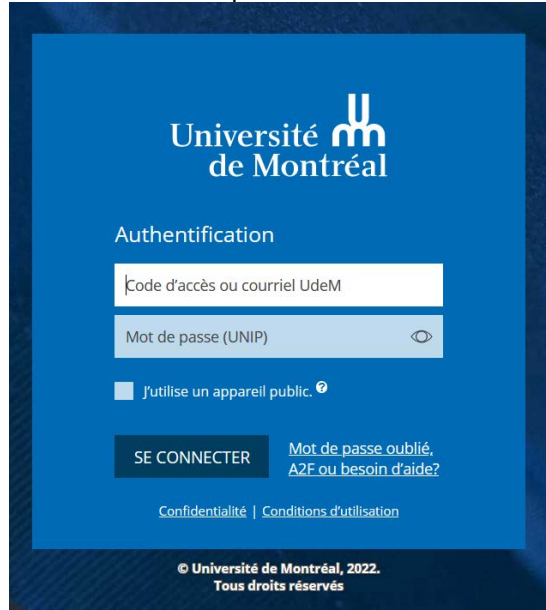 Université
de Montréal
Authentification
Code d'accès ou courriel UdeM
Mot de passe (UNIP)
J'utilise un appareil public. ?
SE CONNECTER
Mot de passe oublié,
A2F ou besoin d'aide?
Confidentialité | Conditions d'utilisation
© Université de Montréal, 2022.
Tous droits réservés